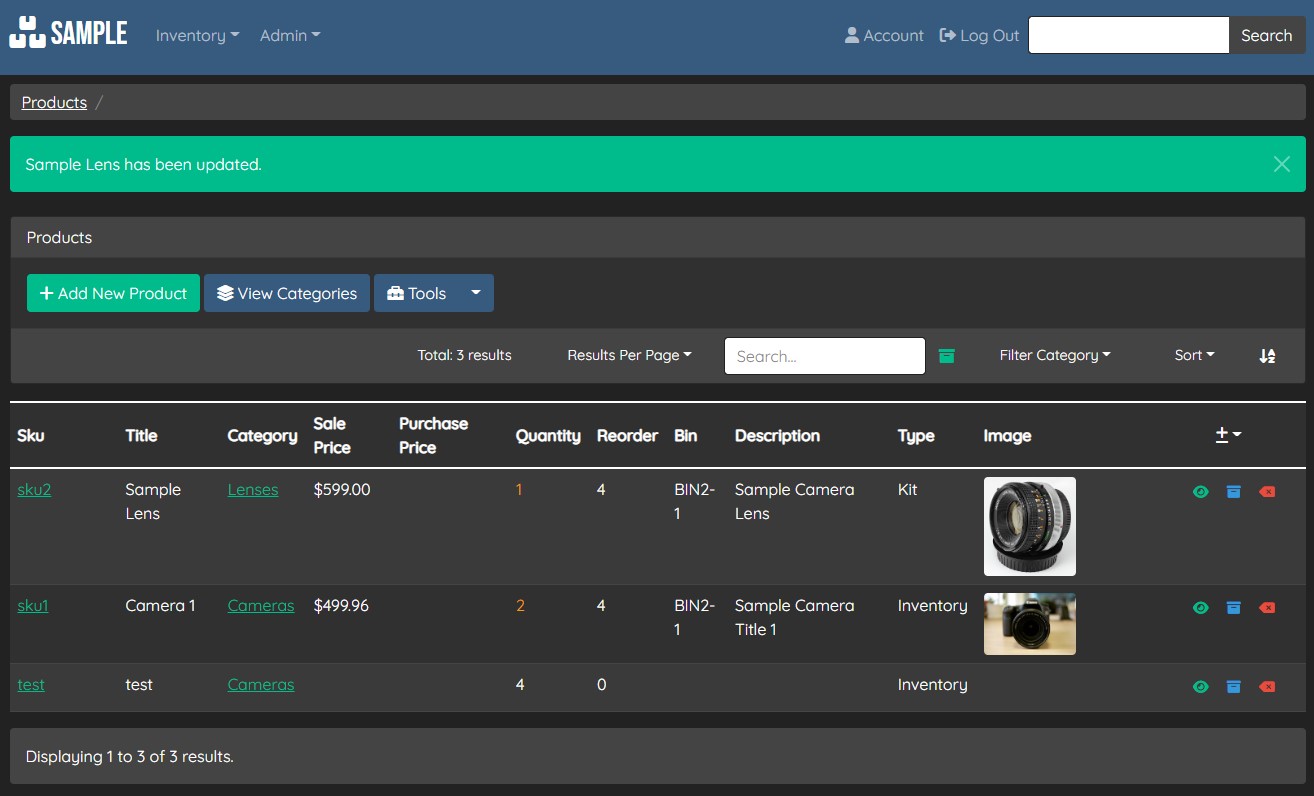 SAMPLE Inventory Admin Account Log Out Search
Products /
Sample Lens has been updated.
Products
Add New Product View Categories Tools
Total: 3 results Results Per Page Search... Filter Category Sort
Sku Title Category Sale Price Purchase Price Quantity Reorder Bin Description Type Image
sku2 Sample Lens Lenses $599.00 1 4 BIN2-1 Sample Camera Lens Kit
sku1 Camera 1 Cameras $499.96 2 4 BIN2-1 Sample Camera Title 1 Inventory
test test Cameras 4 0 Inventory
Displaying 1 to 3 of 3 results.